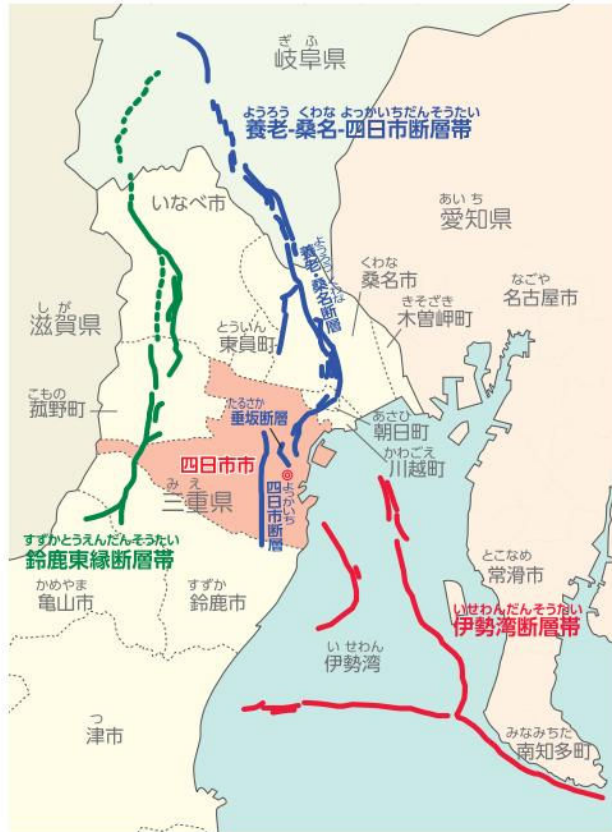 ぎふ
岐阜県
ようろう くわな よっかいちだんそうたい
養老-桑名-四日市断層帯
いなべ市
あいち
愛知県
ようろう・くわな
養老・桑名断層
くわな
桑名市
きそざき
木曽岬町
なごや
名古屋市
しが
滋賀県
とういん
東員町
こもの
菰野町
たるさか
垂坂断層
あさひ
朝日町
かわごえ
川越町
四日市市
みえ
三重県
よっかいち
四日市断層
すずかとうえんだんそうたい
鈴鹿東縁断層帯
かめやま
亀山市
すずか
鈴鹿市
とこなめ
常滑市
いせわんだんそうたい
伊勢湾断層帯
いせわん
伊勢湾
つ
津市
みなみちた
南知多町